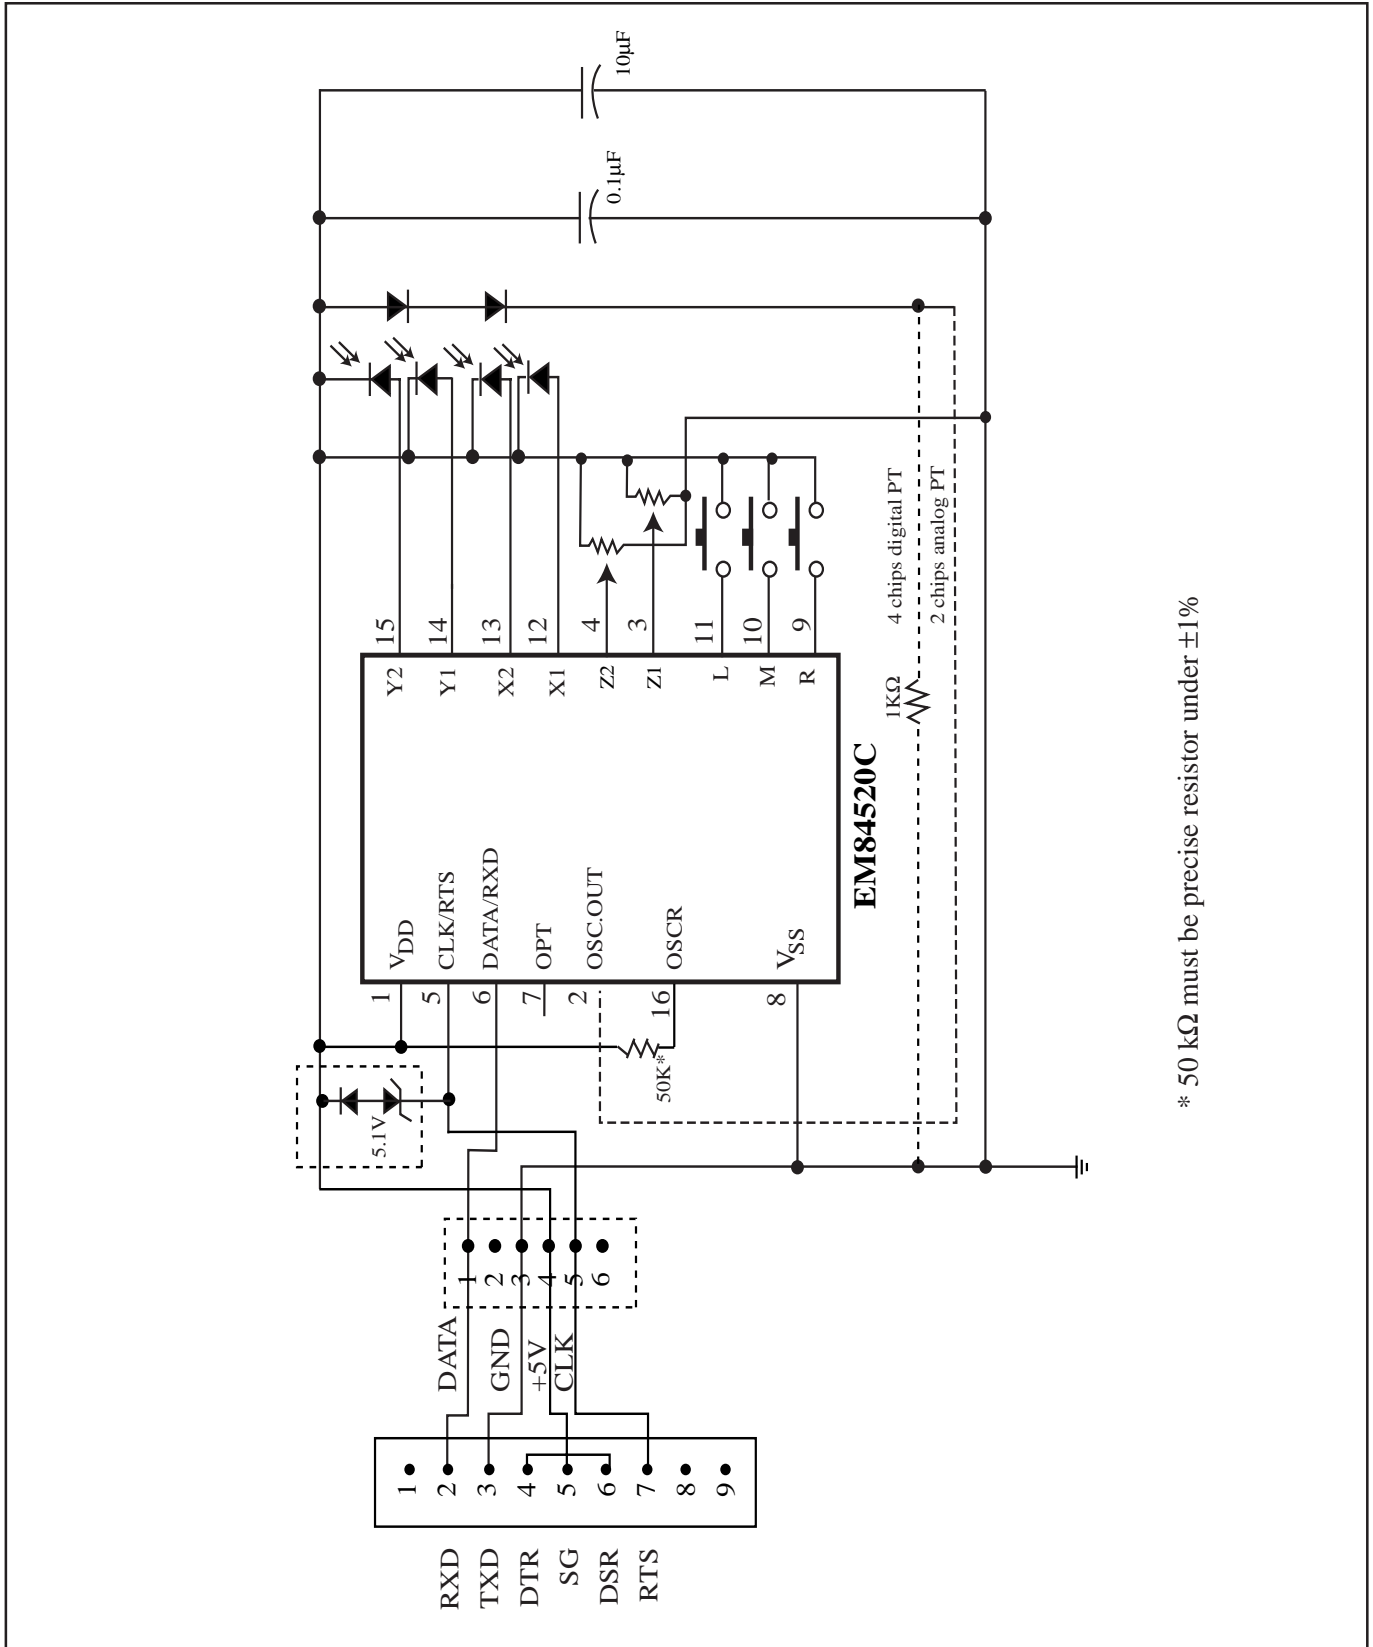 10µF
0.1µF
4 chips digital PT
2 chips analog PT
1KΩ
15
14
13
12
4
3
11
10
9
Y2
Y1
X2
X1
Z2
Z1
L
M
R
EM84520C
VDD
CLK/RTS
DATA/RXD
OPT
OSC.OUT
OSCR
VSS
1
5
6
7
2
16
8
50K*
5.1V
1
2
3
4
5
6
DATA
GND
+5V
CLK
1
2
3
4
5
6
7
8
9
RXD
TXD
DTR
SG
DSR
RTS
* 50 kΩ must be precise resistor under ±1%